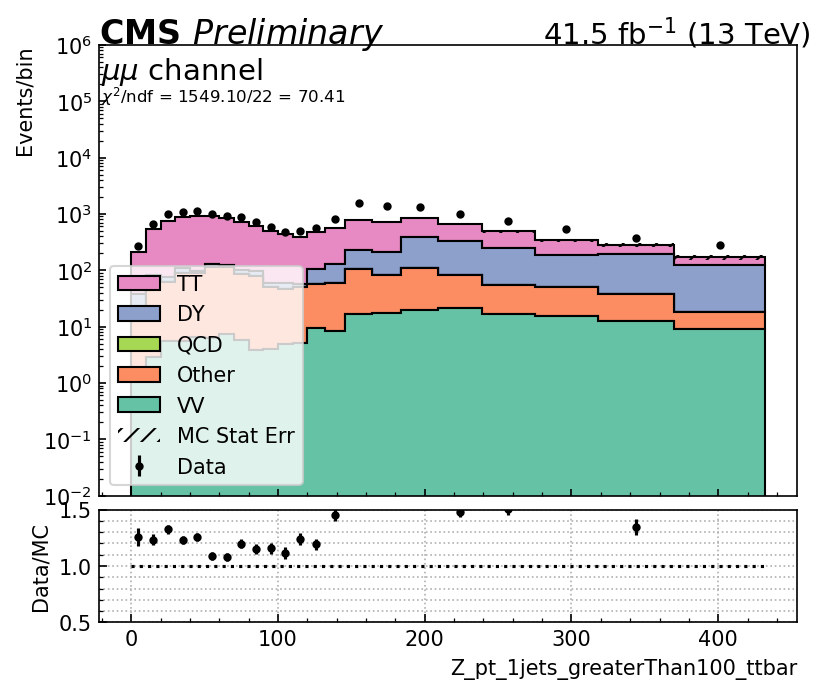 CMS Preliminary 41.5 fb⁻¹ (13 TeV)
μμ channel
χ²/ndf = 1549.10/22 = 70.41
Events/bin
10⁶
10⁵
10⁴
10³
10²
10¹
10⁰
10⁻¹
10⁻²
TT
DY
QCD
Other
VV
MC Stat Err
Data
Data/MC
1.5
1.0
0.5
0 100 200 300 400
Z_pt_1jets_greaterThan100_ttbar